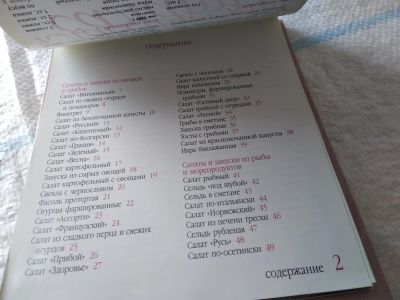 содержание
Салаты и закуски из овощей
и грибов
Салат «Витаминный» 7
Салат из свежих огурцов
и помидоров 8
Винегрет
Салат из белокочанной капусты 10
Салат «Русский» 11
Салат «Аппетитный» 12
Салат по-болгарски 13
Салат «Грация» 14
Салат «Зеленый» 15
Салат «Весна» 16
Салат картофельный 17
Закуска из сырых овощей 18
Салат картофельный с овощами 19
Свекла с черносливом 20
Фасоль протертая 21
Огурцы фаршированные 22
Салат «Ассорти» 23
Салат «Французский» 24
Салат из сладкого перца и свежих
огурцов 25
Салат «Прибой» 26
Салат «Здоровье» 27
Свекла с чесноком 28
Салат капустный со спаржей
Икра кабачковая 30
Помидоры, фаршированные
грибами 31
Салат «Гостиный двор» 32
Салат грибной с огурцами 33
Салат «Лесной» 34
Грибы в сметане 35
Закуска грибная 36
Тосты с грибами 37
Салат из краснокочанной капусты 38
Икра баклажанная 39
Салаты и закуски из рыбы
и морепродуктов
Салат рыбный 41
Сельдь «под шубой» 42
Сельдь в сметане 43
Салат по-итальянски 44
Салат «Норвежский» 45
Салат из печени трески 46
Сельдь рубленая 47
Салат «Русь» 48
Салат по-осетински 49
содержание 2